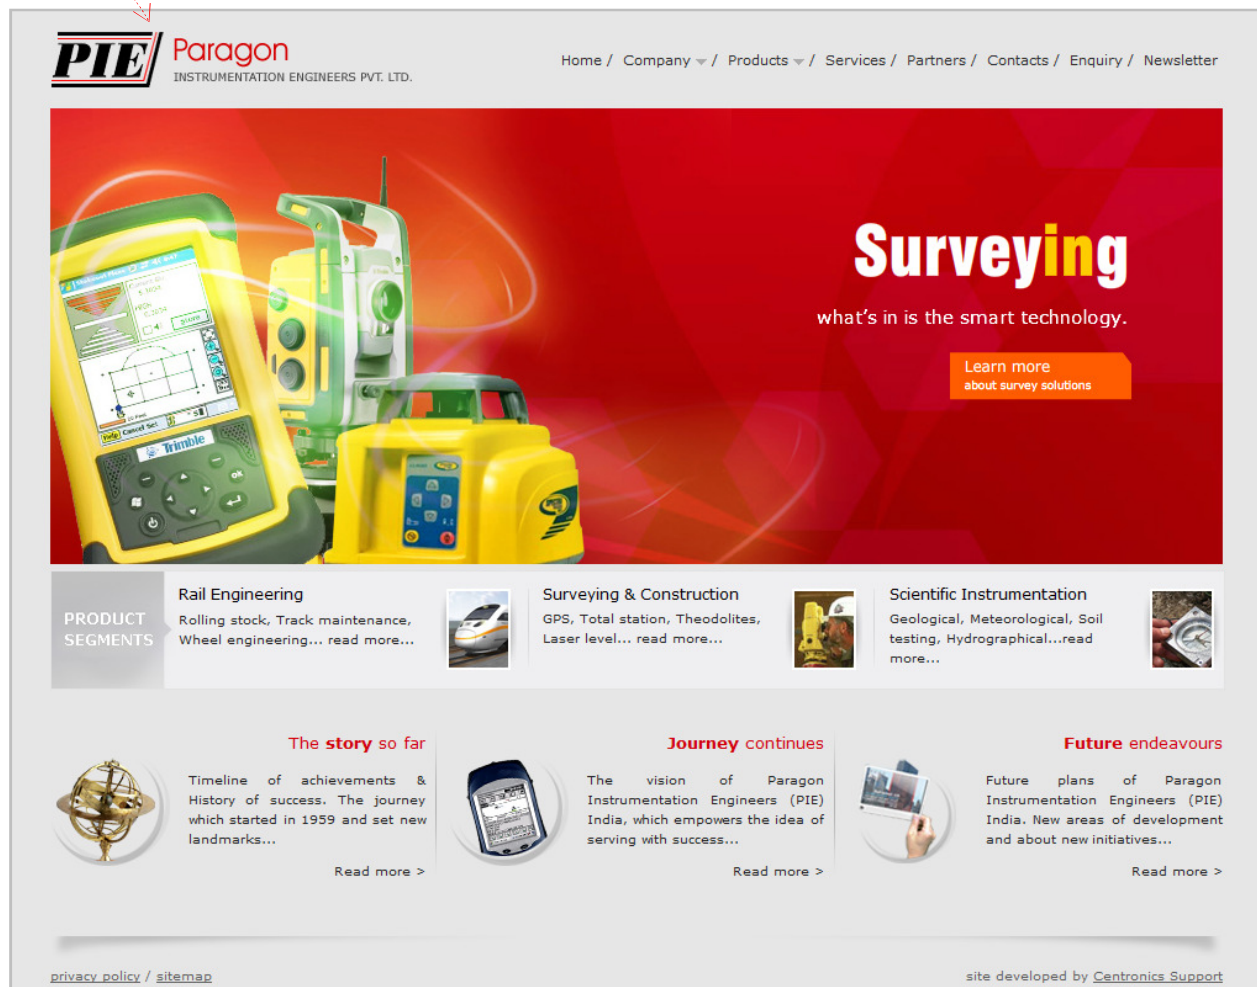 PIE Paragon
INSTRUMENTATION ENGINEERS PVT. LTD.
Home / Company / Products / Services / Partners / Contacts / Enquiry / Newsletter
Surveying
what's in is the smart technology.
Learn more
about survey solutions
Help Cancel Set
Trimble
ok
PRODUCT
SEGMENTS
Rail Engineering
Rolling stock, Track maintenance,
Wheel engineering... read more...
Surveying & Construction
GPS, Total station, Theodolites,
Laser level... read more...
Scientific Instrumentation
Geological, Meteorological, Soil
testing, Hydrographical...read
more...
The story so far
Timeline of achievements &
History of success. The journey
which started in 1959 and set new
landmarks...
Read more >
Journey continues
The vision of Paragon
Instrumentation Engineers (PIE)
India, which empowers the idea of
serving with success...
Read more >
Future endeavours
Future plans of Paragon
Instrumentation Engineers (PIE)
India. New areas of development
and about new initiatives...
Read more >
privacy policy / sitemap
site developed by Centronics Support